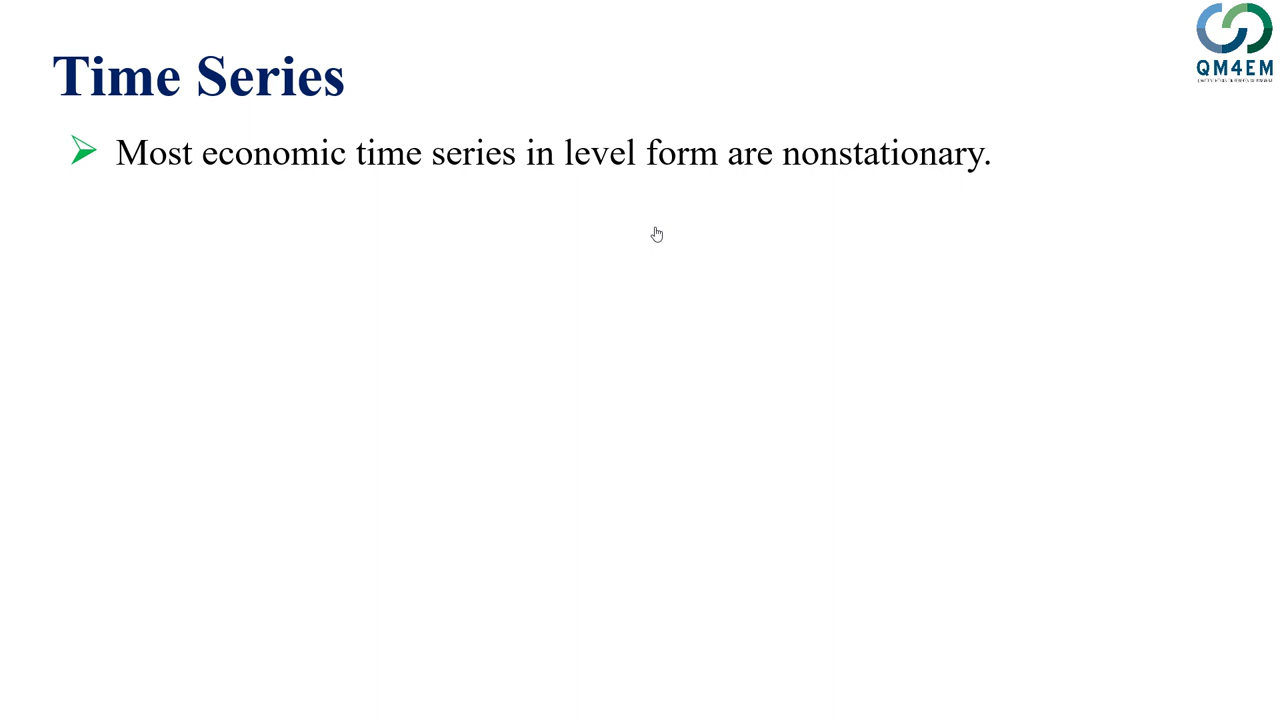 Time Series
Most economic time series in level form are nonstationary.
QM4EM